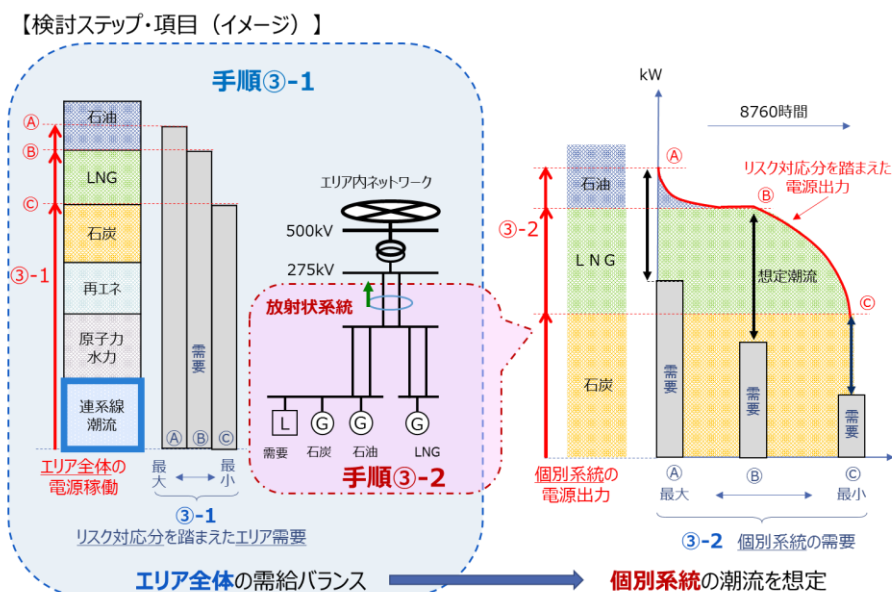 【検討ステップ・項目（イメージ）】
手順③-1
Ⓐ
Ⓑ
Ⓒ
③-1
石油
LNG
石炭
再エネ
原子力
水力
連系線
潮流
需要
Ⓐ Ⓑ Ⓒ
エリア全体の
電源稼働
最大
最小
③-1
リスク対応分を踏まえたエリア需要
エリア内ネットワーク
500kV
275kV
放射状系統
L G G G
需要 石炭 石油 LNG
手順③-2
kW
8760時間
Ⓐ
リスク対応分を踏まえた
電源出力
Ⓑ
石油
③-2
ＬＮＧ
想定潮流
Ⓒ
石炭
需要
需要
需要
個別系統の
電源出力
Ⓐ Ⓑ Ⓒ
最大 最小
③-2 個別系統の需要
エリア全体の需給バランス
個別系統の潮流を想定